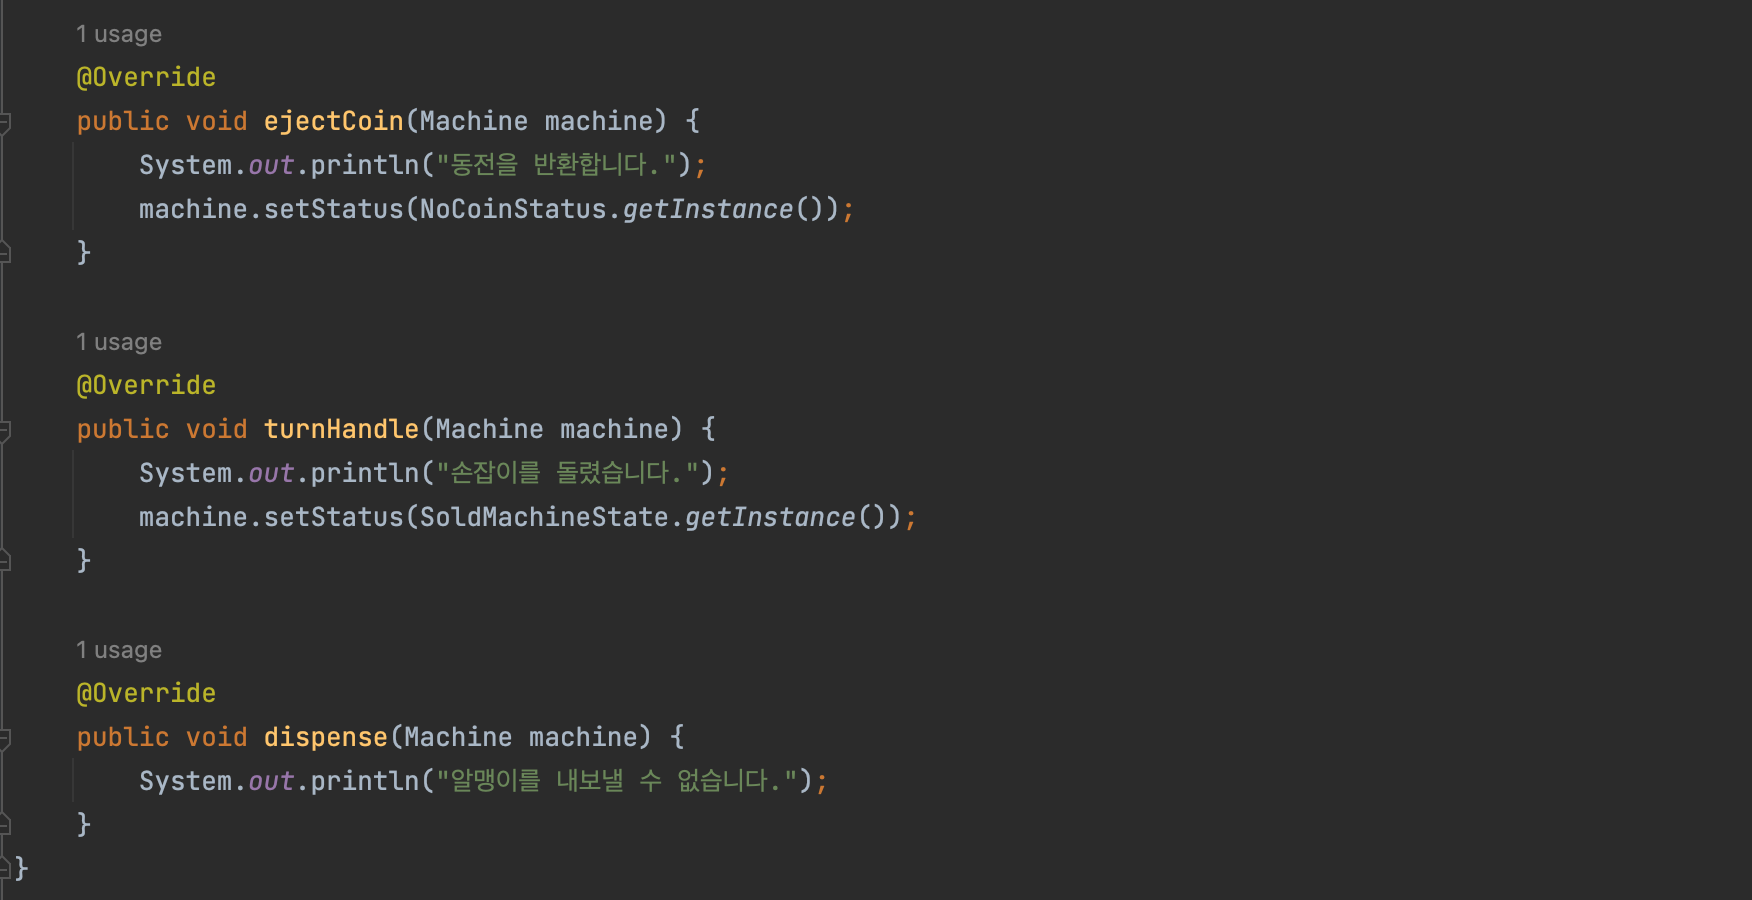 1 usage
@Override
public void ejectCoin(Machine machine) {
System.out.println("동전을 반환합니다.");
machine.setStatus(NoCoinStatus.getInstance());
}
1 usage
@Override
public void turnHandle(Machine machine) {
System.out.println("손잡이를 돌렸습니다.");
machine.setStatus(SoldMachineState.getInstance());
}
1 usage
@Override
public void dispense(Machine machine) {
System.out.println("알맹이를 내보낼 수 없습니다.");
}
}